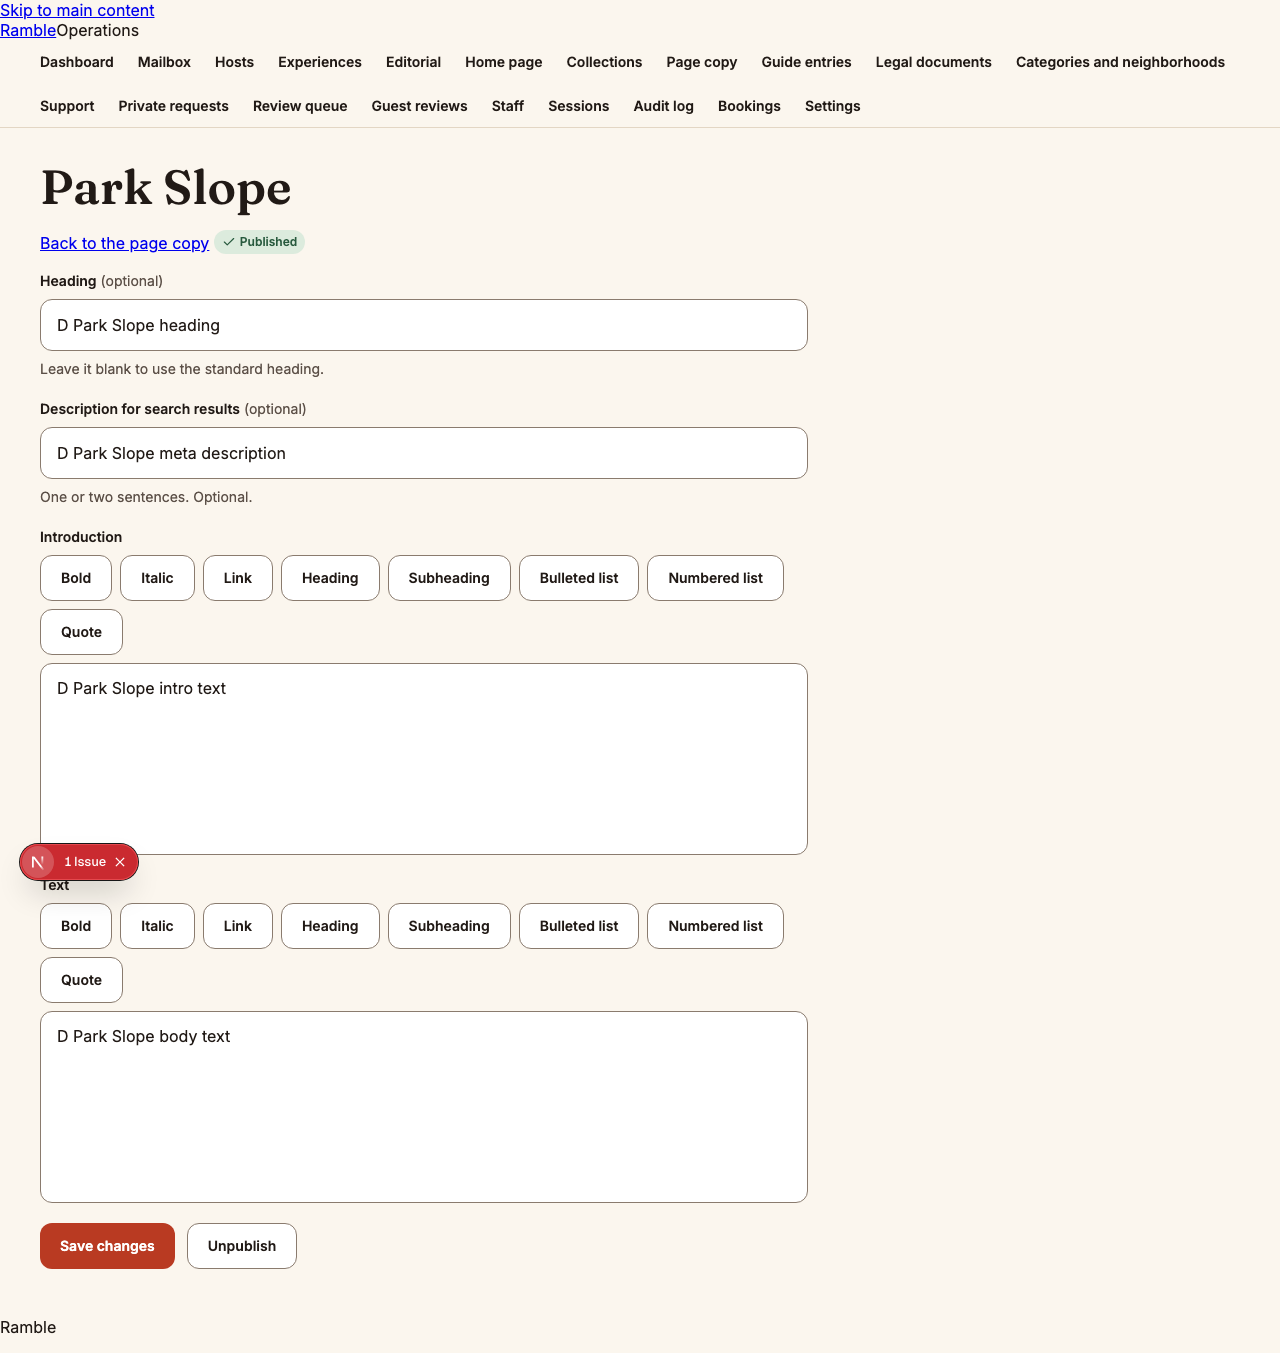 Skip to main content
RambleOperations
Dashboard Mailbox Hosts Experiences Editorial Home page Collections Page copy Guide entries Legal documents Categories and neighborhoods
Support Private requests Review queue Guest reviews Staff Sessions Audit log Bookings Settings
Park Slope
Back to the page copy Published
Heading (optional)
D Park Slope heading
Leave it blank to use the standard heading.
Description for search results (optional)
D Park Slope meta description
One or two sentences. Optional.
Introduction
Bold Italic Link Heading Subheading Bulleted list Numbered list
Quote
D Park Slope intro text
N 1 Issue
Text
Bold Italic Link Heading Subheading Bulleted list Numbered list
Quote
D Park Slope body text
Save changes Unpublish
Ramble